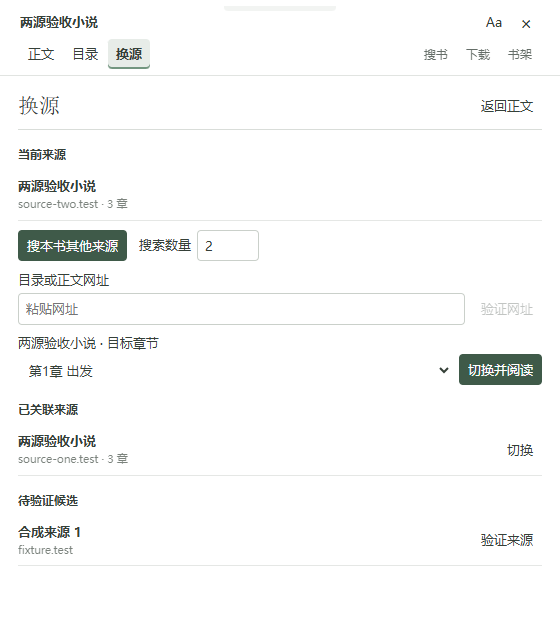 两源验收小说 Aa ×
正文 目录 换源 搜书 下载 书架
换源 返回正文
当前来源
两源验收小说
source-two.test · 3 章
搜本书其他来源 搜索数量 2
目录或正文网址
粘贴网址 验证网址
两源验收小说 · 目标章节
第1章 出发 切换并阅读
已关联来源
两源验收小说
source-one.test · 3 章 切换
待验证候选
合成来源 1
fixture.test 验证来源